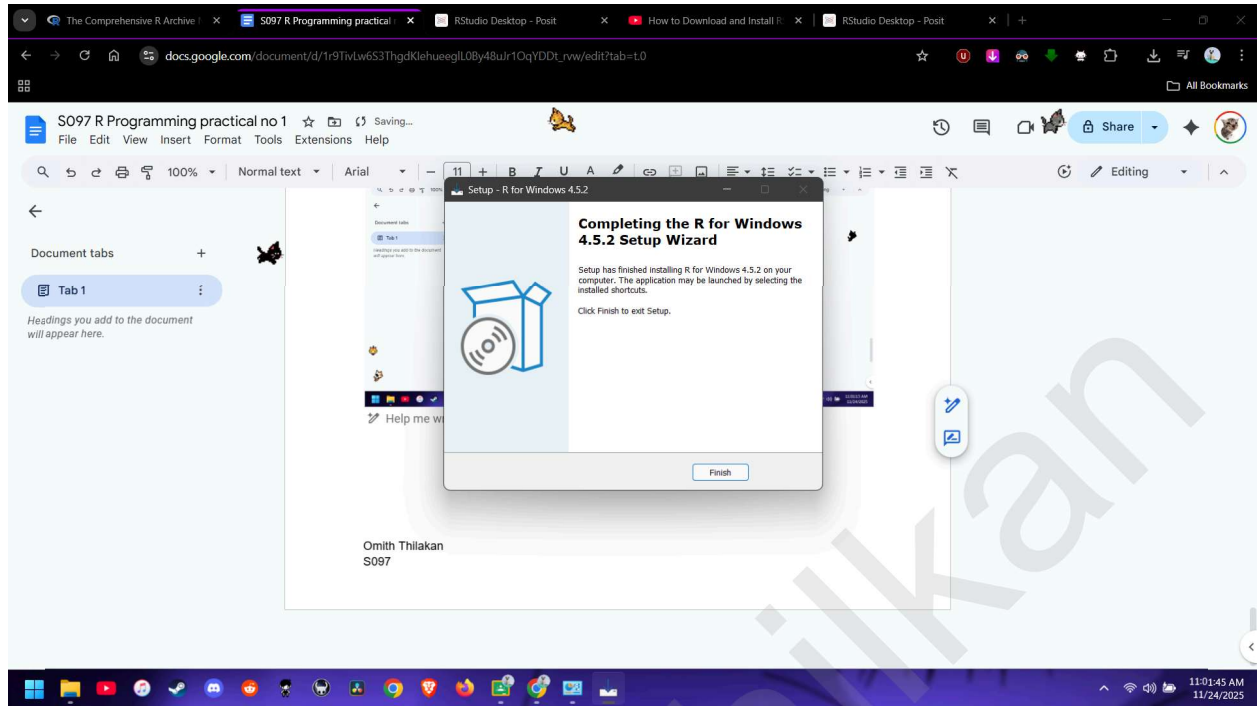 The Comprehensive R Archive
S097 R Programming practical
RStudio Desktop - Posit
How to Download and Install R
RStudio Desktop - Posit
docs.google.com/document/d/1r9TivLw6S3ThgdKlehueeglL0By48uJr1OqYDDt_rvw/edit?tab=t.0
All Bookmarks
S097 R Programming practical no 1
Saving...
File Edit View Insert Format Tools Extensions Help
Share
100%
Normal text
Arial
11
Editing
Document tabs
Tab 1
Headings you add to the document
will appear here.
Setup - R for Windows 4.5.2
Completing the R for Windows
4.5.2 Setup Wizard
Setup has finished installing R for Windows 4.5.2 on your
computer. The application may be launched by selecting the
installed shortcuts.
Click Finish to exit Setup.
Finish
Document tabs
Tab 1
Help me
Omith Thilakan
S097
11:01:45 AM
11/24/2025